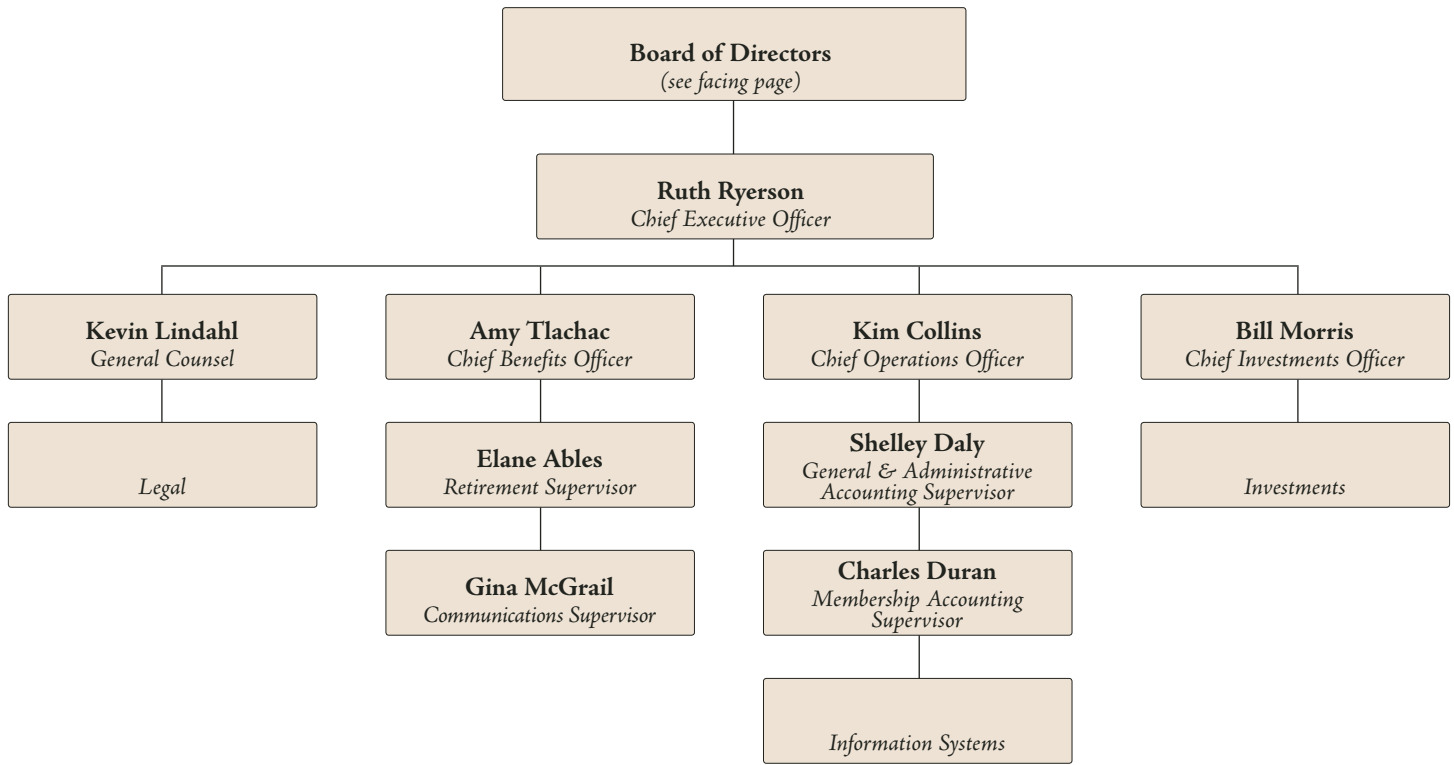 Board of Directors
(see facing page)
Ruth Ryerson
Chief Executive Officer
Kevin Lindahl
General Counsel
Amy Tlachac
Chief Benefits Officer
Kim Collins
Chief Operations Officer
Bill Morris
Chief Investments Officer
Legal
Elane Ables
Retirement Supervisor
Shelley Daly
General & Administrative
Accounting Supervisor
Investments
Gina McGrail
Communications Supervisor
Charles Duran
Membership Accounting
Supervisor
Information Systems